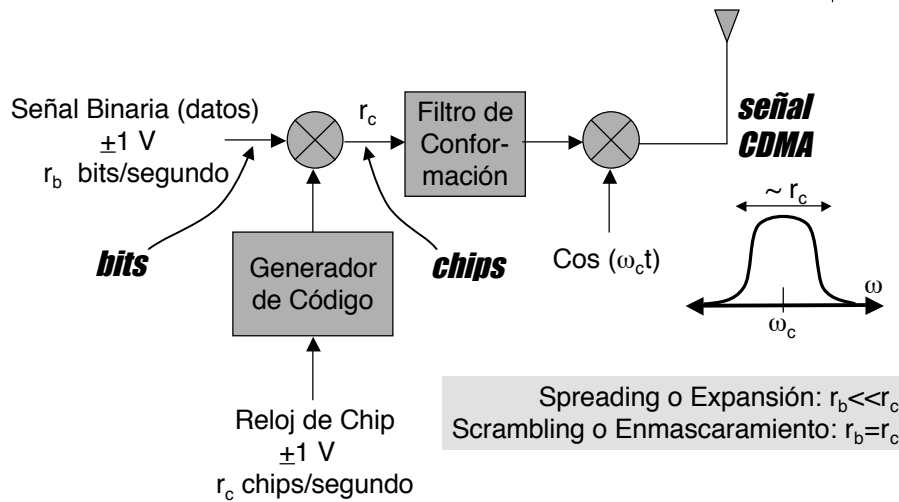 Señal Binaria (datos)
±1 V
r_b bits/segundo
r_c
Filtro de
Confor-
mación
señal
CDMA
~ r_c
bits
Generador
de Código
chips
Cos (ω_ct)
ω
ω_c
Reloj de Chip
±1 V
r_c chips/segundo
Spreading o Expansión: r_b<<r_c
Scrambling o Enmascaramiento: r_b=r_c